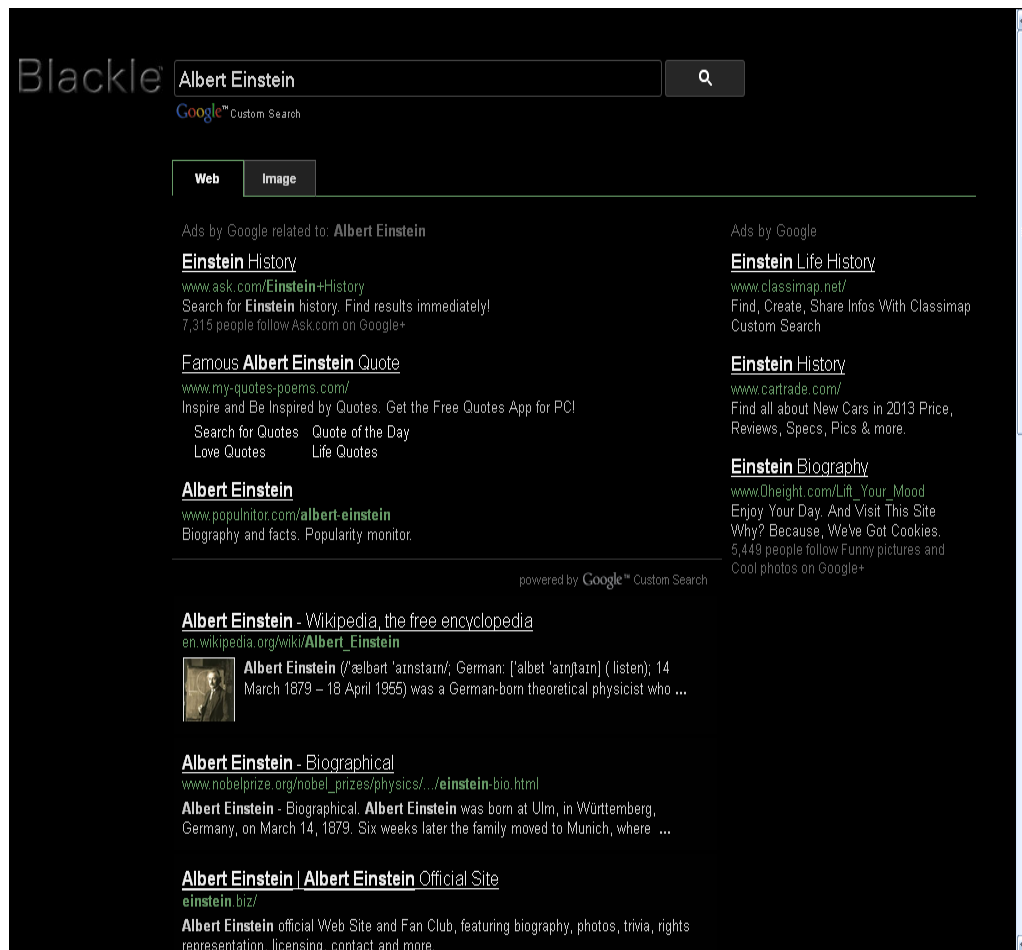 Blackle™
Albert Einstein
Google™ Custom Search
Web
Image
Ads by Google related to: Albert Einstein
Einstein History
www.ask.com/Einstein+History
Search for Einstein history. Find results immediately!
7,315 people follow Ask.com on Google+
Famous Albert Einstein Quote
www.my-quotes-poems.com/
Inspire and Be Inspired by Quotes. Get the Free Quotes App for PC!
Search for Quotes Quote of the Day
Love Quotes Life Quotes
Albert Einstein
www.populnitor.com/albert-einstein
Biography and facts. Popularity monitor.
Ads by Google
Einstein Life History
www.classimap.net/
Find, Create, Share Infos With Classimap
Custom Search
Einstein History
www.cartrade.com/
Find all about New Cars in 2013 Price,
Reviews, Specs, Pics & more.
Einstein Biography
www.0height.com/Lift_Your_Mood
Enjoy Your Day. And Visit This Site
Why? Because, We've Got Cookies.
5,449 people follow Funny pictures and
Cool photos on Google+
powered by Google™ Custom Search
Albert Einstein - Wikipedia, the free encyclopedia
en.wikipedia.org/wiki/Albert_Einstein
Albert Einstein (/ˈælbərt ˈaɪnstaɪn/; German: [ˈalbɐt ˈaɪnʃtaɪn] ( listen); 14
March 1879 – 18 April 1955) was a German-born theoretical physicist who ...
Albert Einstein - Biographical
www.nobelprize.org/nobel_prizes/physics/.../einstein-bio.html
Albert Einstein - Biographical. Albert Einstein was born at Ulm, in Württemberg,
Germany, on March 14, 1879. Six weeks later the family moved to Munich, where ...
Albert Einstein | Albert Einstein Official Site
einstein.biz/
Albert Einstein official Web Site and Fan Club, featuring biography, photos, trivia, rights
representation, licensing, contact and more.